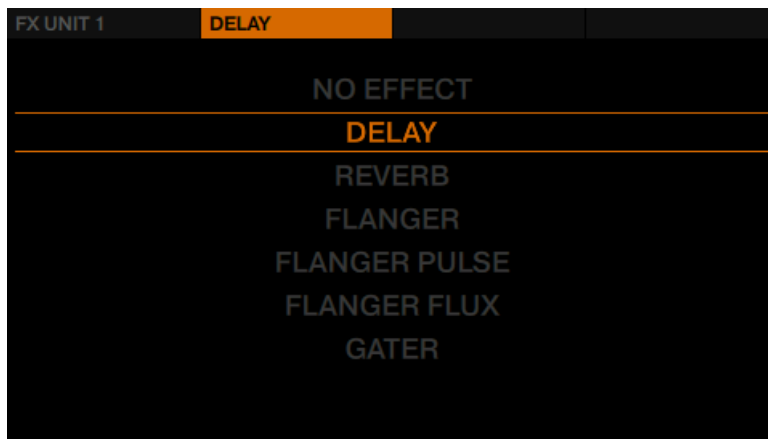 FX UNIT 1 DELAY
NO EFFECT
DELAY
REVERB
FLANGER
FLANGER PULSE
FLANGER FLUX
GATER